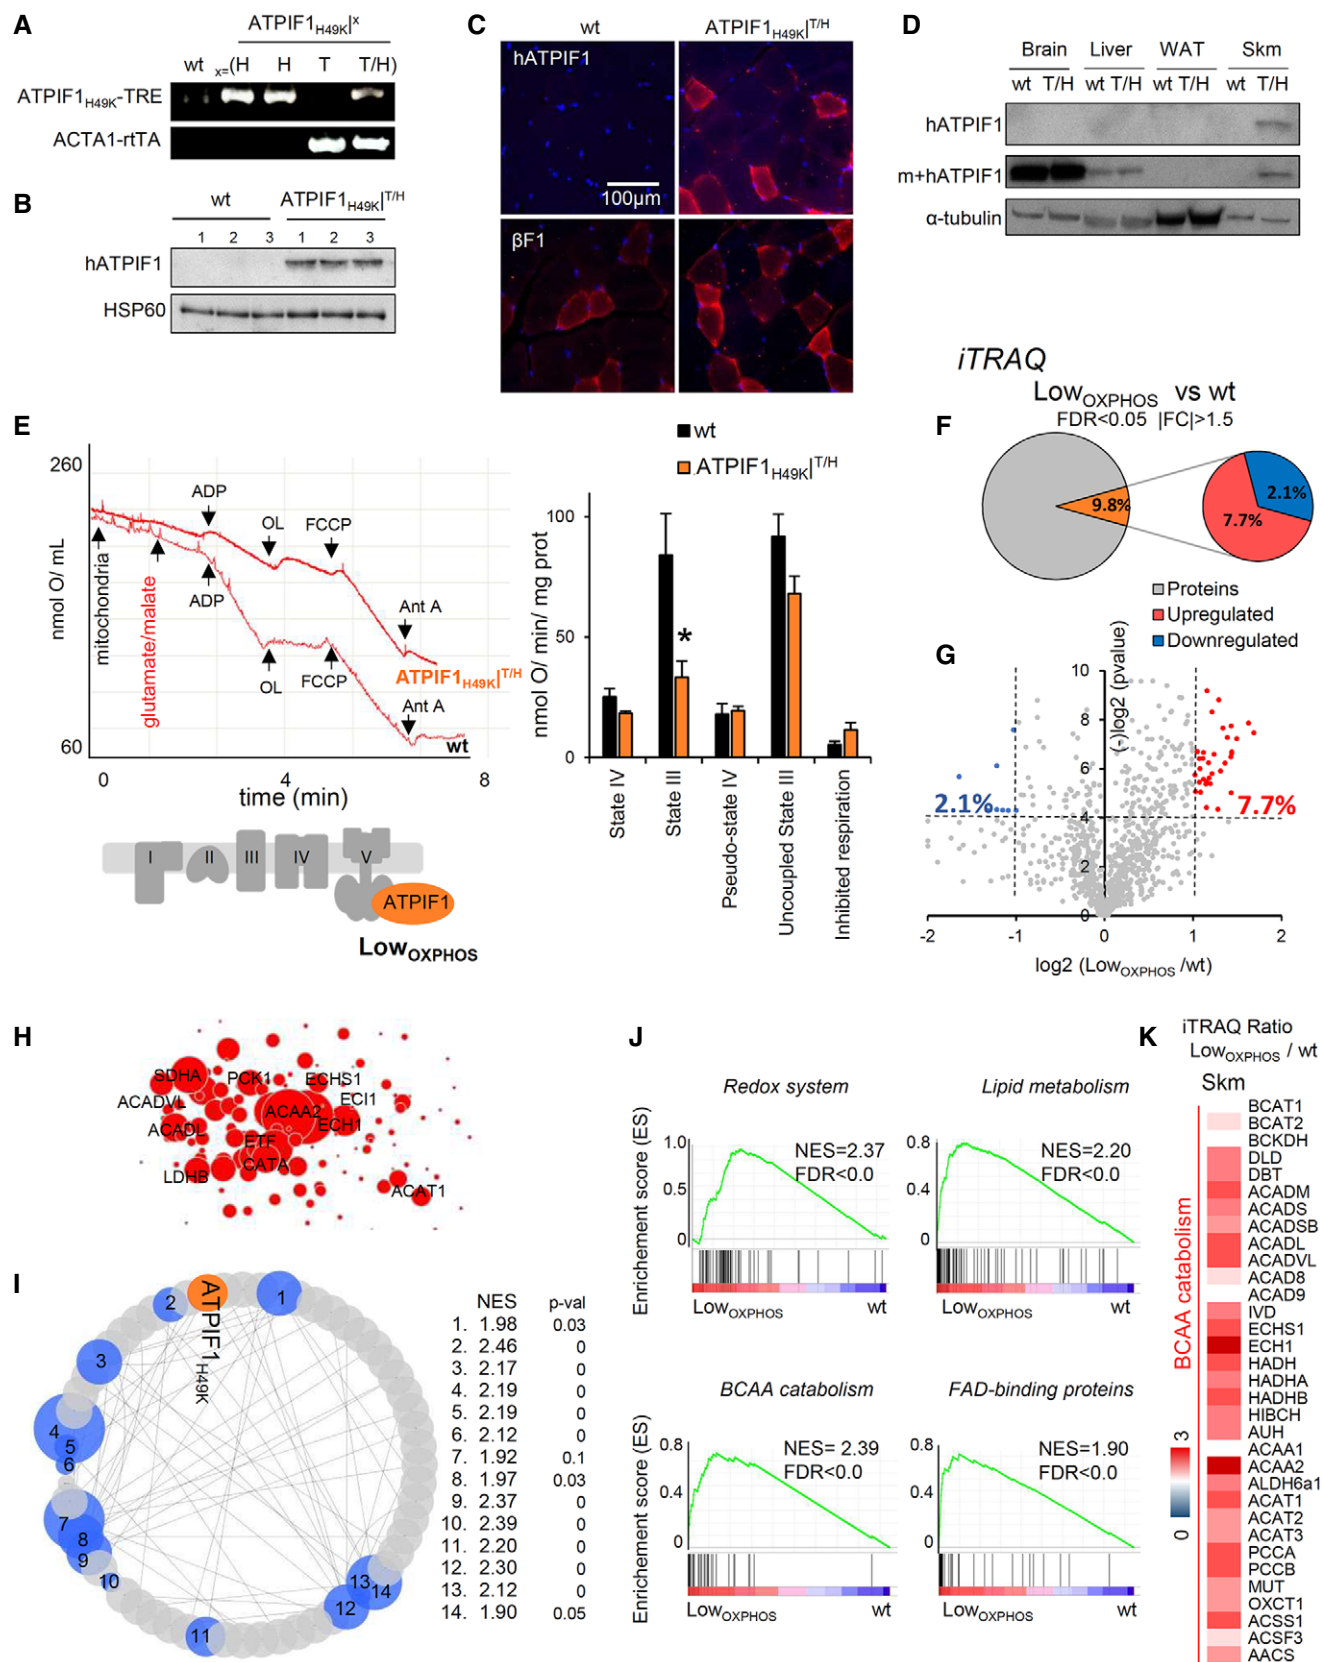 A
ATPIF1H49K|x
wt x=(H H T T/H)
ATPIF1H49K-TRE
ACTA1-rtTA
B
wt ATPIF1H49K|T/H
1 2 3 1 2 3
hATPIF1
HSP60
C
wt ATPIF1H49K|T/H
hATPIF1
100µm
βF1
D
Brain Liver WAT Skm
wt T/H wt T/H wt T/H wt T/H
hATPIF1
m+hATPIF1
α-tubulin
E
260
60
nmol O/ mL
ADP
OL
FCCP
Ant A
mitochondria
glutamate/malate
ADP
OL
FCCP
Ant A
ATPIF1H49K|T/H
wt
0 4 8
time (min)
I II III IV V
ATPIF1
LowOXPHOS
wt
ATPIF1H49K|T/H
100
50
0
nmol O/ min/ mg prot
*
State IV
State III
Pseudo-state IV
Uncoupled State III
Inhibited respiration
iTRAQ
LowOXPHOS vs wt
FDR<0.05 |FC|>1.5
F
9.8%
2.1%
7.7%
Proteins
Upregulated
Downregulated
G
10
8
6
4
2
0
(-)log2 (pvalue)
2.1%
7.7%
-2 -1 0 1 2
log2 (LowOXPHOS /wt)
H
SDHA
PCK1
ECHS1
ACADVL
ECI1
ACAA2
ECH1
ACADL
ETF
CATA
LDHB
ACAT1
I
ATPIF1H49K
1
2
3
4
5
6
7
8
9
10
11
12
13
14
NES p-val
1. 1.98 0.03
2. 2.46 0
3. 2.17 0
4. 2.19 0
5. 2.19 0
6. 2.12 0
7. 1.92 0.1
8. 1.97 0.03
9. 2.37 0
10. 2.39 0
11. 2.20 0
12. 2.30 0
13. 2.12 0
14. 1.90 0.05
J
Redox system
Enrichement score (ES)
1.0
0.5
0
NES=2.37
FDR<0.0
LowOXPHOS wt
Lipid metabolism
0.8
0.4
0
NES=2.20
FDR<0.0
LowOXPHOS wt
BCAA catabolism
Enrichement score (ES)
0.8
0.4
0
NES= 2.39
FDR<0.0
LowOXPHOS wt
FAD-binding proteins
0.8
0.4
0
NES=1.90
FDR<0.0
LowOXPHOS wt
K
iTRAQ Ratio
LowOXPHOS / wt
Skm
BCAA catabolism
3
0
BCAT1
BCAT2
BCKDH
DLD
DBT
ACADM
ACADS
ACADSB
ACADL
ACADVL
ACAD8
ACAD9
IVD
ECHS1
ECH1
HADH
HADHA
HADHB
HIBCH
AUH
ACAA1
ACAA2
ALDH6a1
ACAT1
ACAT2
ACAT3
PCCA
PCCB
MUT
OXCT1
ACSS1
ACSF3
AACS